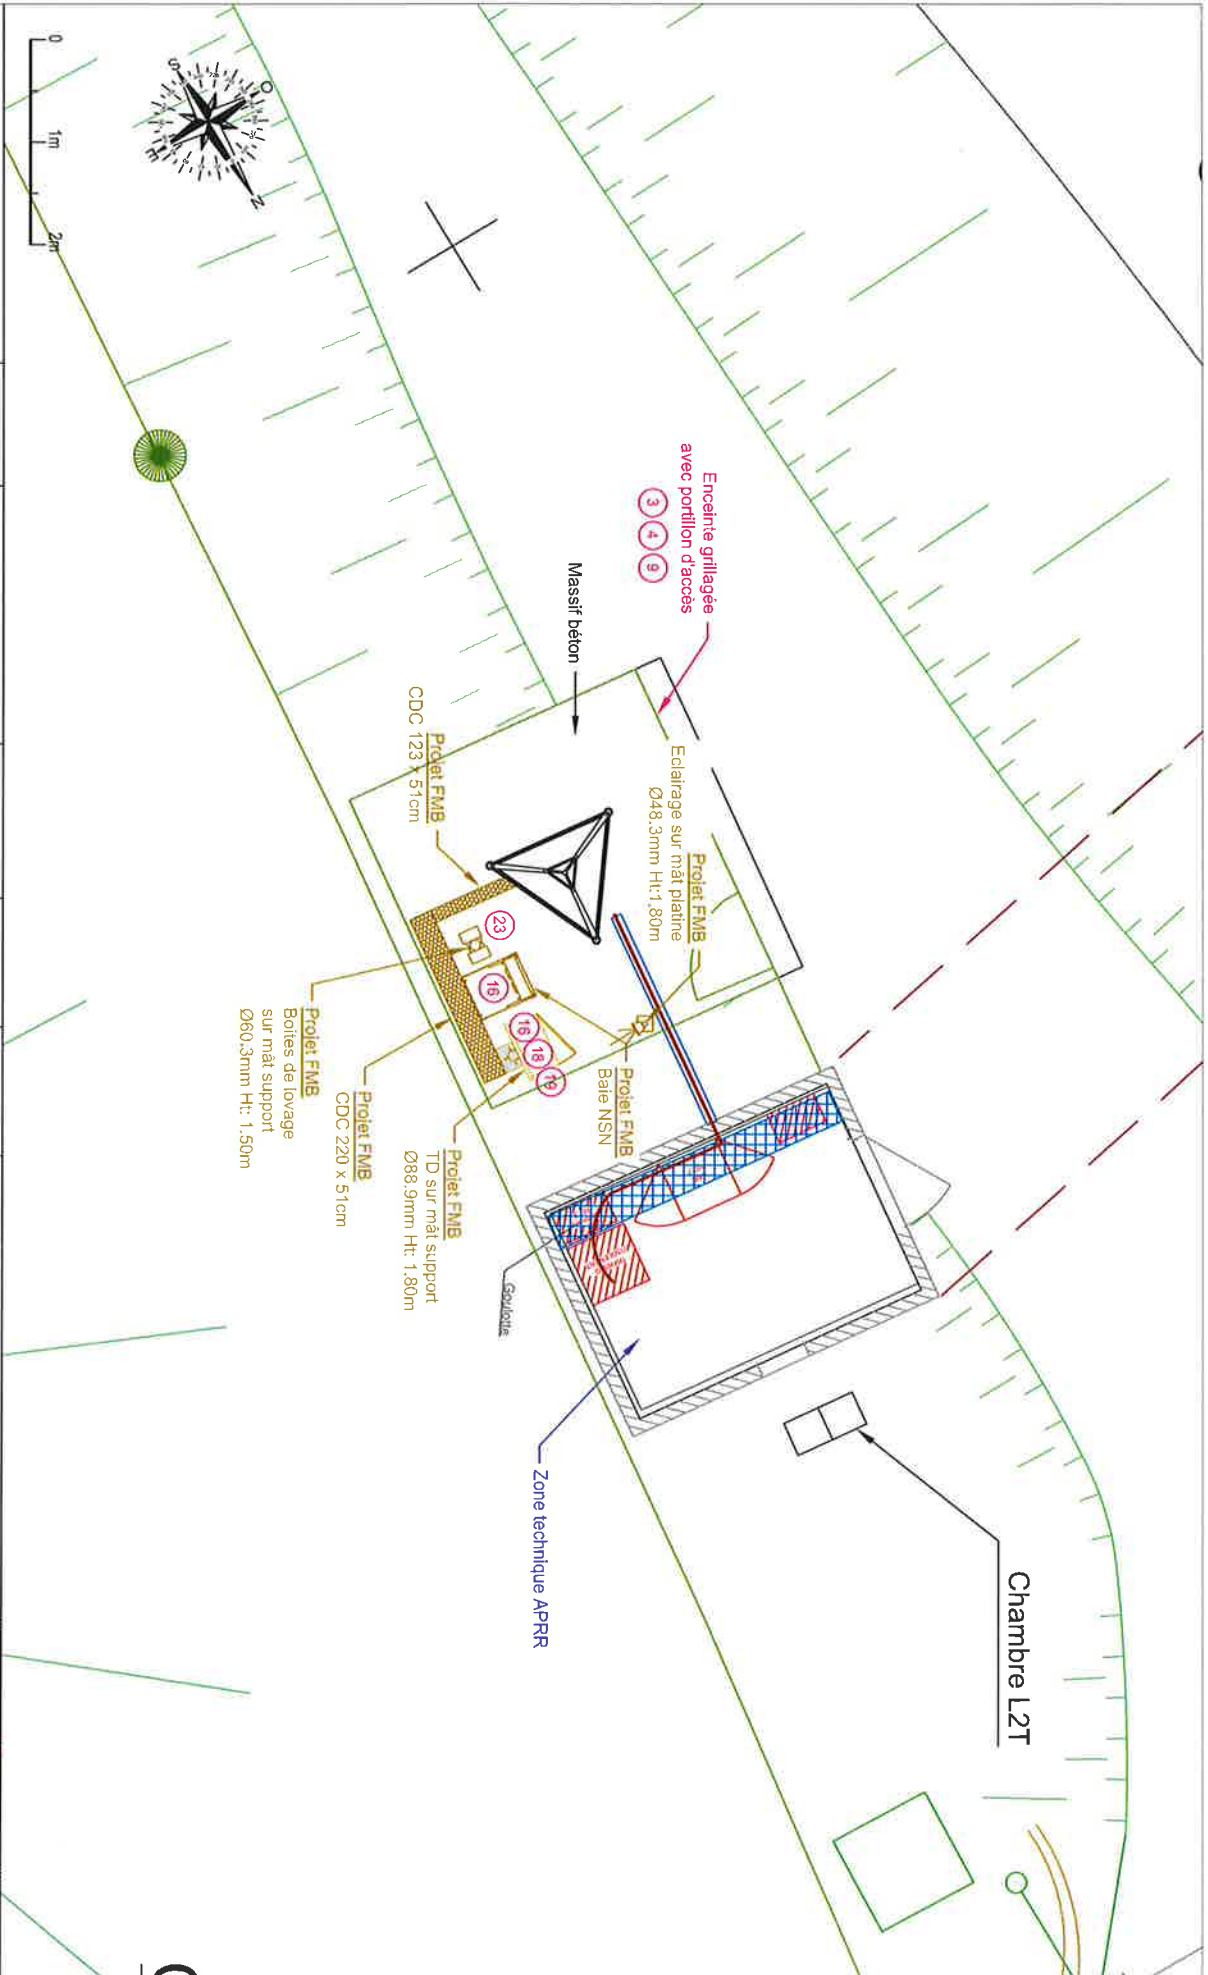 Chambre L2T
Enceinte grillagée
avec portillon d'accès
3 4 9
Massif béton
Projet FMB
Eclairage sur mât platine
Ø48.3mm Ht:1,80m
Projet FMB
CDC 123 x 51cm
23
16
16 18 19
Projet FMB
Baie NSN
Projet FMB
TD sur mât support
Ø88.9mm Ht: 1.80m
Projet FMB
CDC 220 x 51cm
Projet FMB
Boites de lovage
sur mât support
Ø60.3mm Ht: 1.50m
Goulotte
Zone technique APRR
S O E N
0 1m 2m